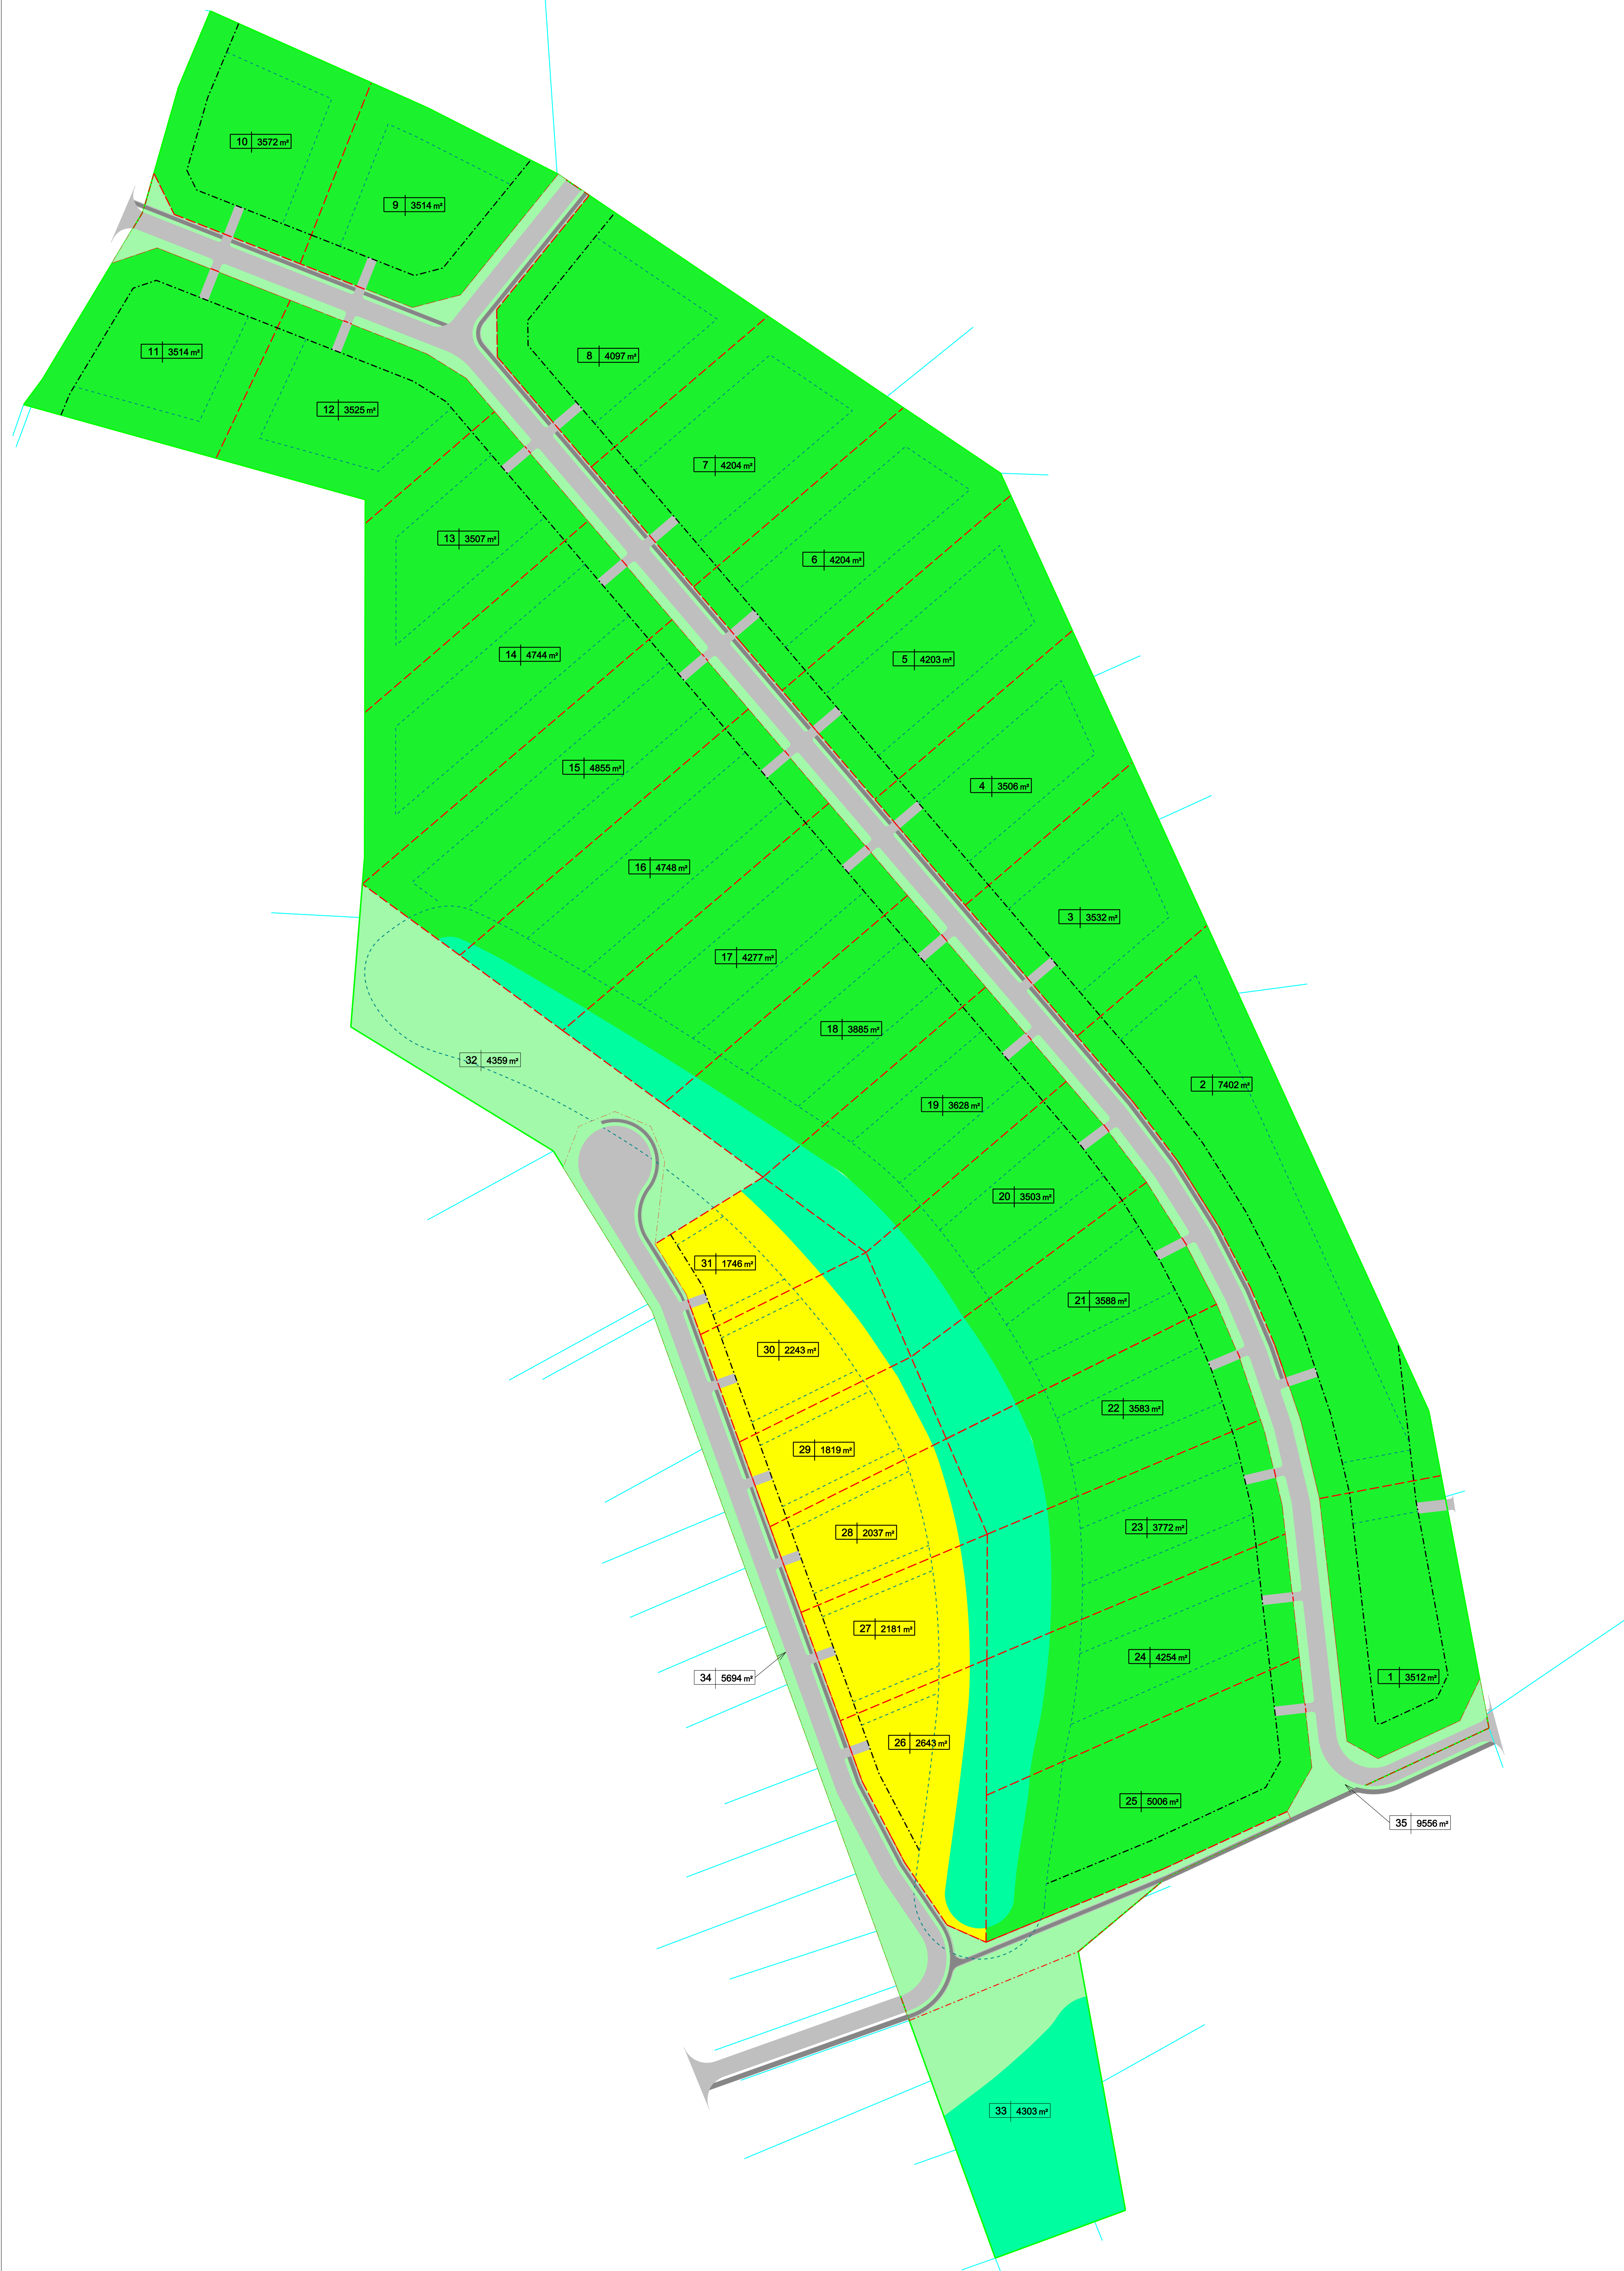 10 3572 m²
9 3514 m²
11 3514 m²
8 4097 m²
12 3525 m²
7 4204 m²
13 3507 m²
6 4204 m²
14 4744 m²
5 4203 m²
15 4855 m²
4 3506 m²
16 4748 m²
3 3532 m²
17 4277 m²
18 3885 m²
32 4359 m²
2 7402 m²
19 3628 m²
20 3503 m²
31 1746 m²
21 3588 m²
30 2243 m²
22 3583 m²
29 1819 m²
23 3772 m²
28 2037 m²
27 2181 m²
24 4254 m²
34 5694 m²
1 3512 m²
26 2643 m²
25 5006 m²
35 9556 m²
33 4303 m²